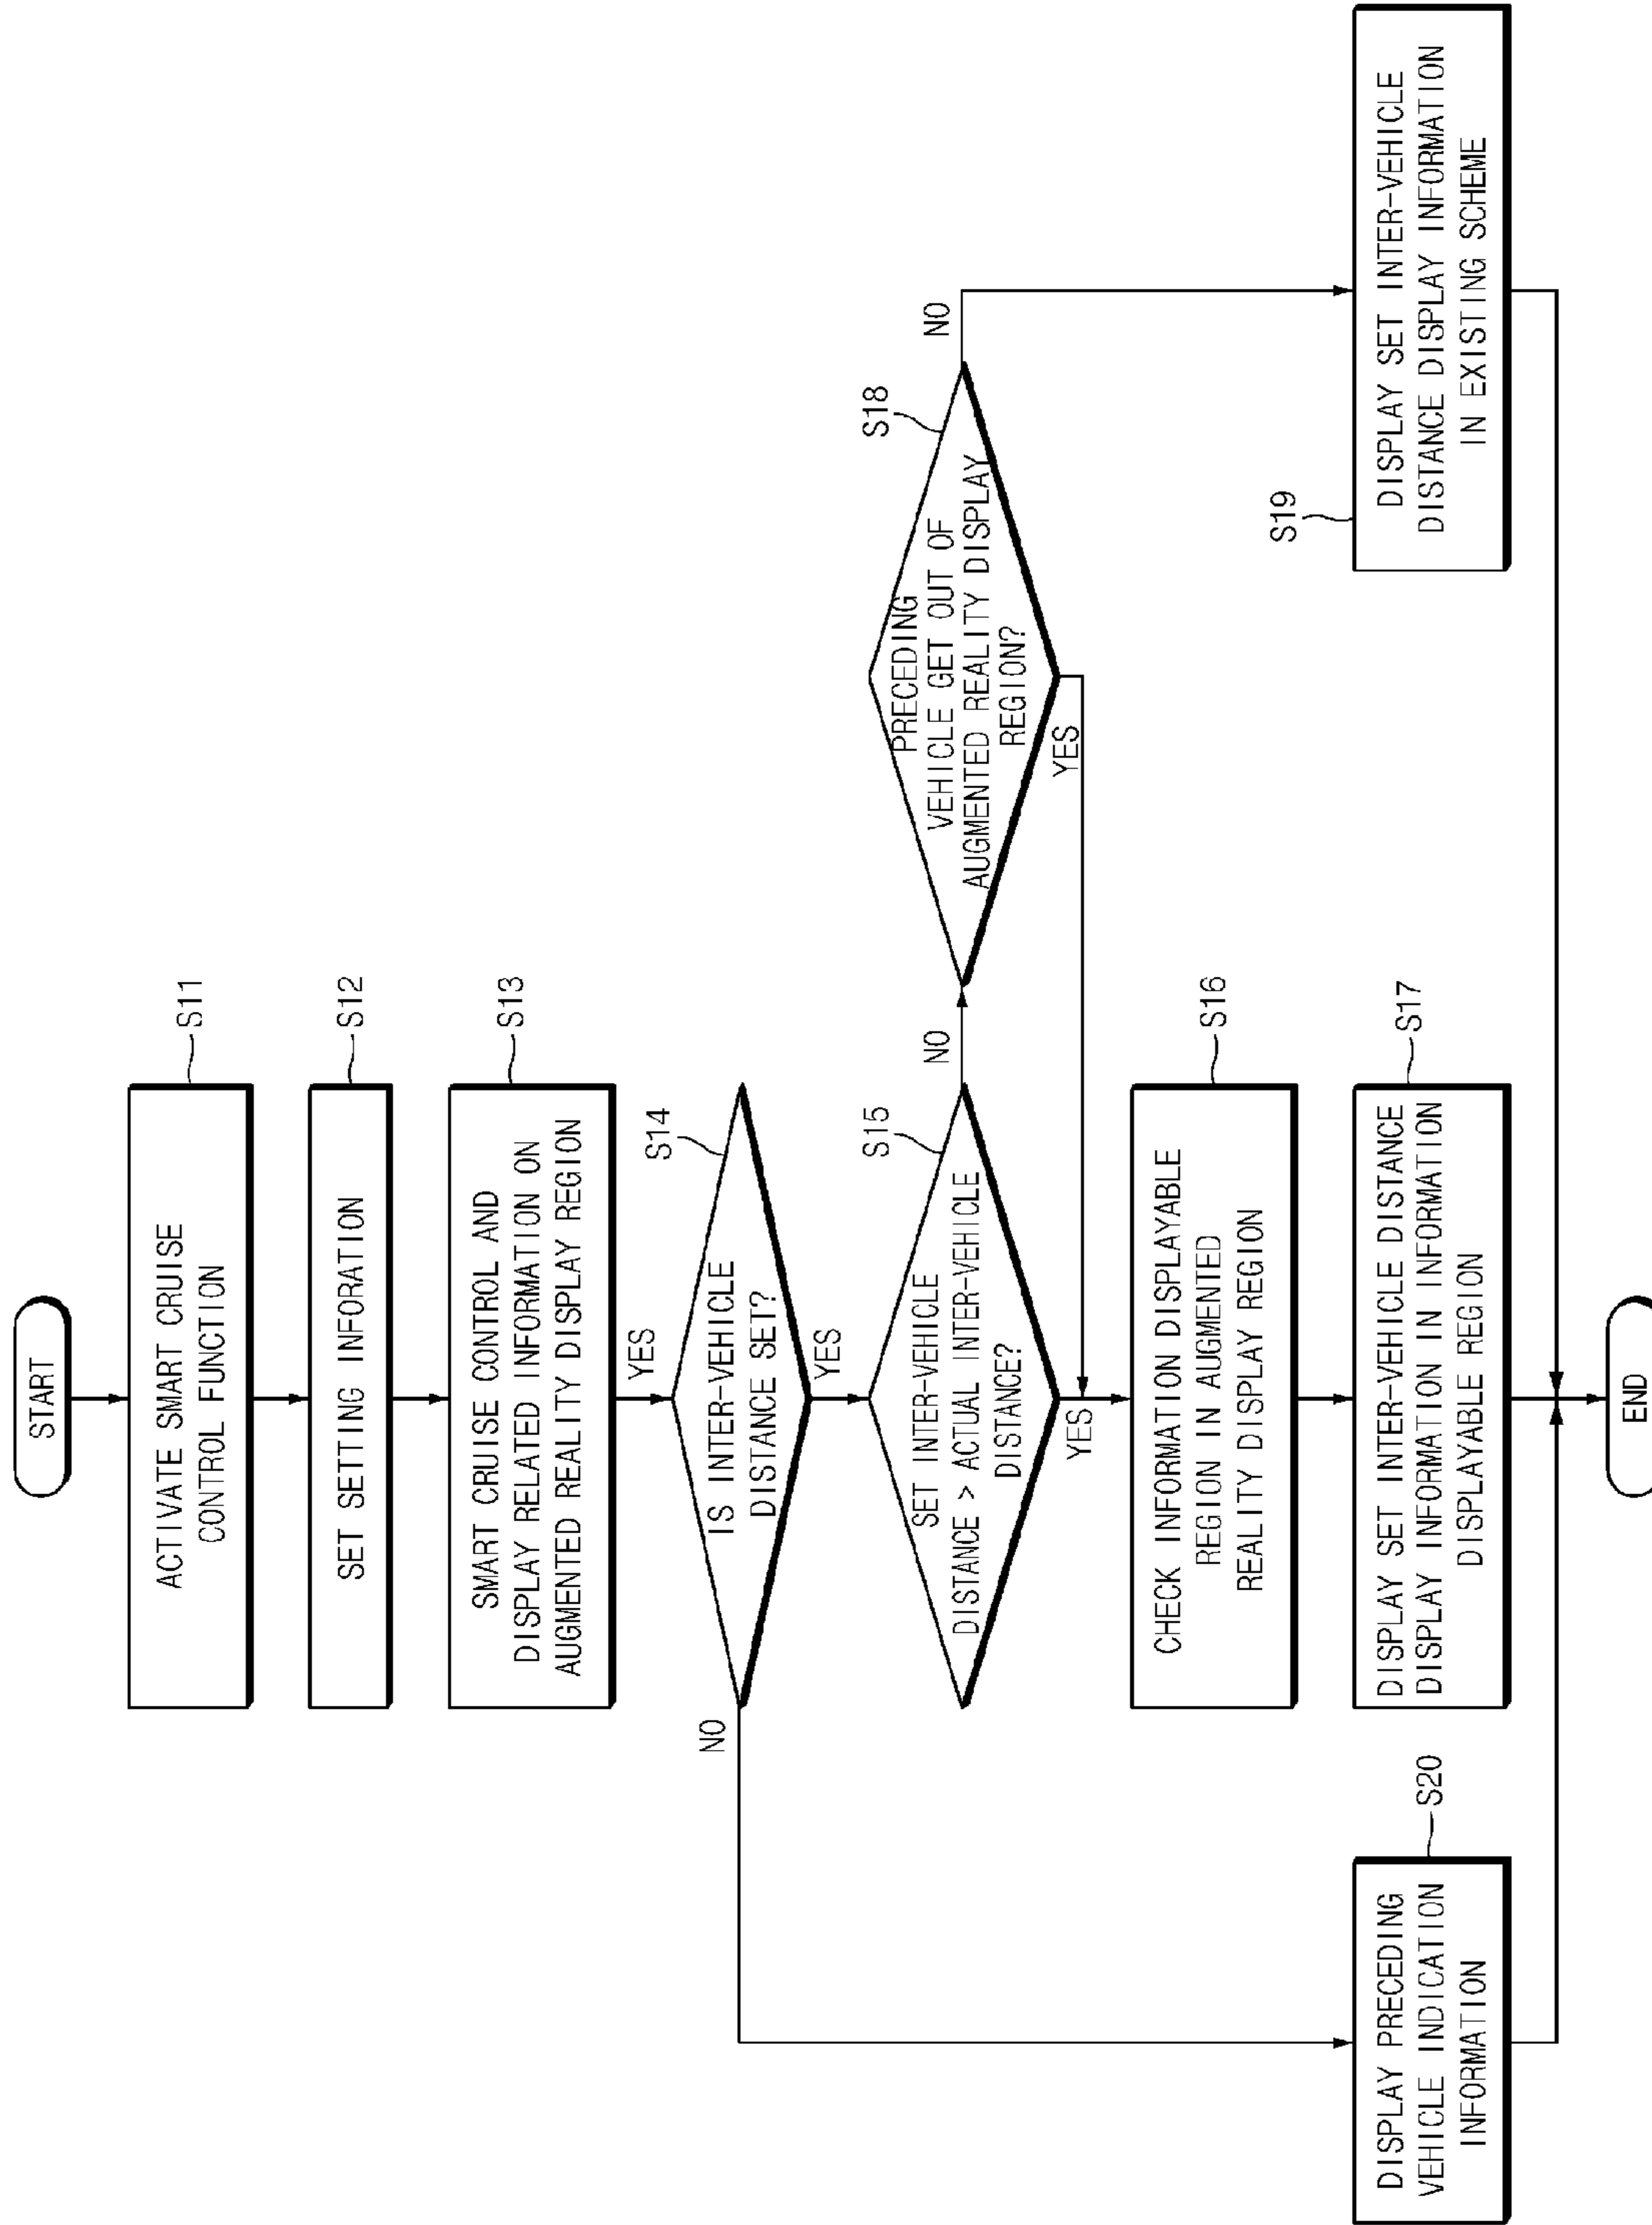 START
ACTIVATE SMART CRUISE
CONTROL FUNCTION
S11
SET SETTING INFORATION
S12
SMART CRUISE CONTROL AND
DISPLAY RELATED INFORMATION ON
AUGMENTED REALITY DISPLAY REGION
S13
YES
IS INTER-VEHICLE
DISTANCE SET?
S14
NO
YES
SET INTER-VEHICLE
DISTANCE > ACTUAL INTER-VEHICLE
DISTANCE?
S15
NO
YES
PRECEDING
VEHICLE GET OUT OF
AUGMENTED REALITY DISPLAY
REGION?
S18
NO
YES
CHECK INFORMATION DISPLAYABLE
REGION IN AUGMENTED
REALITY DISPLAY REGION
S16
DISPLAY PRECEDING
VEHICLE INDICATION
INFORMATION
S20
DISPLAY SET INTER-VEHICLE DISTANCE
DISPLAY INFORMATION IN INFORMATION
DISPLAYABLE REGION
S17
DISPLAY SET INTER-VEHICLE
DISTANCE DISPLAY INFORMATION
IN EXISTING SCHEME
S19
END